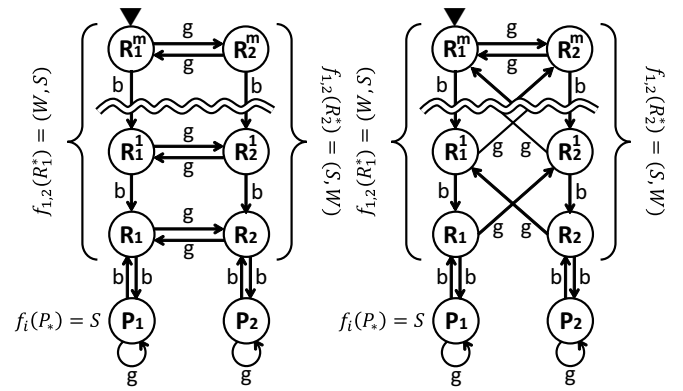 f₁,₂(R₁*) = (W, S)
g
R₁ᵐ R₂ᵐ
g
b b
g
R₁¹ R₂¹
g
b b
g
R₁ R₂
g
b b b b
fᵢ(P*) = S P₁ P₂
g g
f₁,₂(R₂*) = (S, W)
f₁,₂(R₁*) = (W, S)
g
R₁ᵐ R₂ᵐ
g
b b
R₁¹ g g R₂¹
b b
R₁ g g R₂
b b b b
fᵢ(P*) = S P₁ P₂
g g
f₁,₂(R₂*) = (S, W)